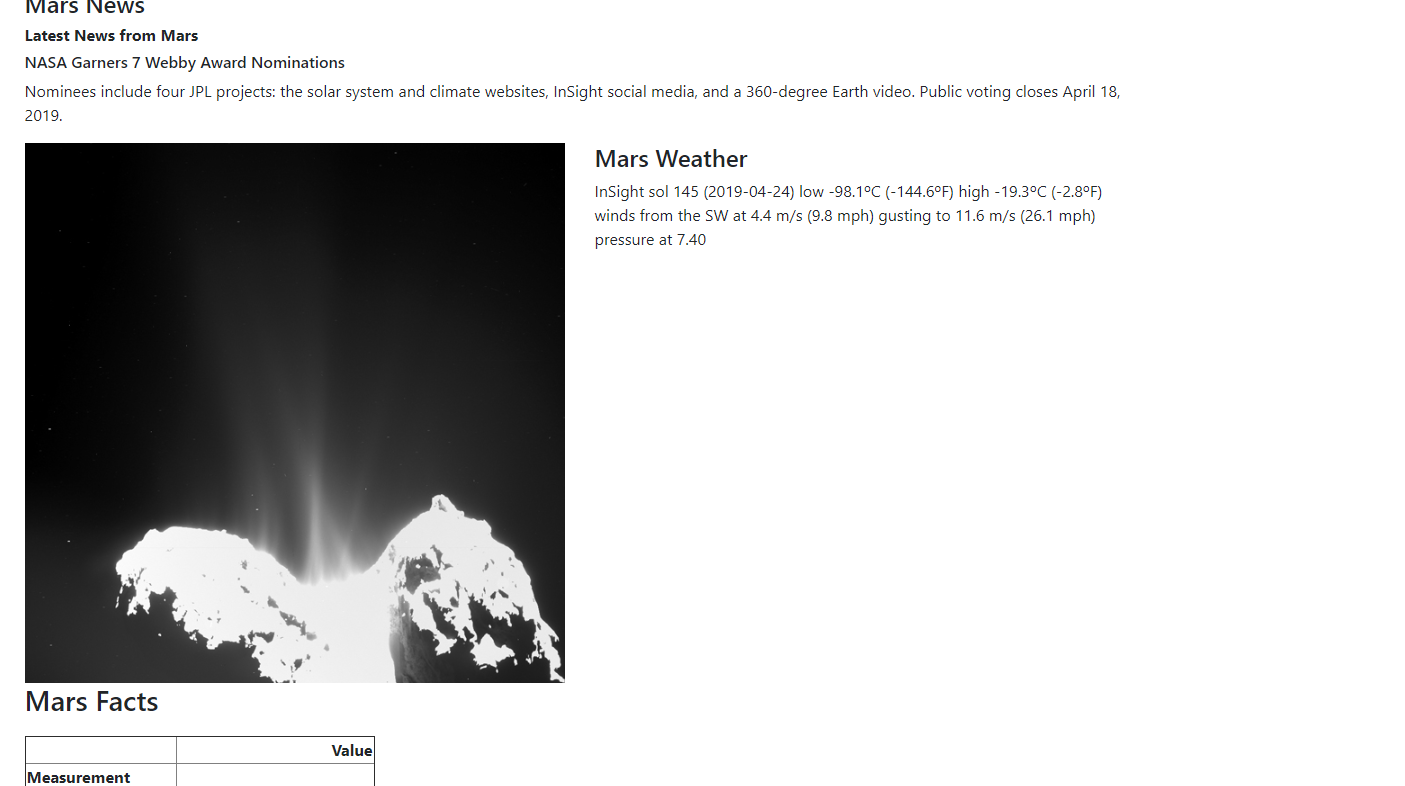 Mars News
Latest News from Mars
NASA Garners 7 Webby Award Nominations
Nominees include four JPL projects: the solar system and climate websites, InSight social media, and a 360-degree Earth video. Public voting closes April 18,
2019.
Mars Weather
InSight sol 145 (2019-04-24) low -98.1ºC (-144.6ºF) high -19.3ºC (-2.8ºF)
winds from the SW at 4.4 m/s (9.8 mph) gusting to 11.6 m/s (26.1 mph)
pressure at 7.40
Mars Facts
Value
Measurement